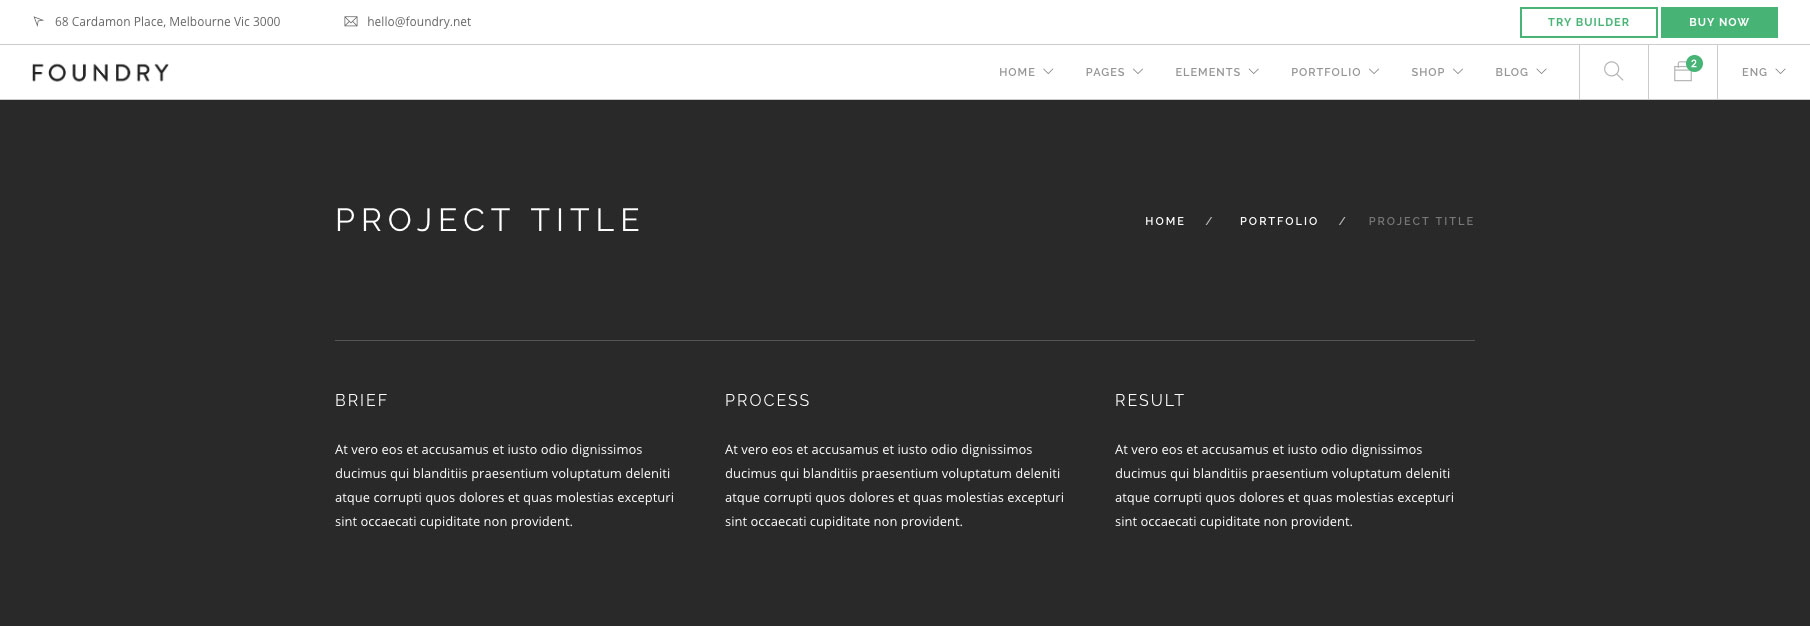 68 Cardamon Place, Melbourne Vic 3000
hello@foundry.net
TRY BUILDER
BUY NOW
FOUNDRY
HOME
PAGES
ELEMENTS
PORTFOLIO
SHOP
BLOG
2
ENG
PROJECT TITLE
HOME / PORTFOLIO / PROJECT TITLE
BRIEF
At vero eos et accusamus et iusto odio dignissimos
ducimus qui blanditiis praesentium voluptatum deleniti
atque corrupti quos dolores et quas molestias excepturi
sint occaecati cupiditate non provident.
PROCESS
At vero eos et accusamus et iusto odio dignissimos
ducimus qui blanditiis praesentium voluptatum deleniti
atque corrupti quos dolores et quas molestias excepturi
sint occaecati cupiditate non provident.
RESULT
At vero eos et accusamus et iusto odio dignissimos
ducimus qui blanditiis praesentium voluptatum deleniti
atque corrupti quos dolores et quas molestias excepturi
sint occaecati cupiditate non provident.